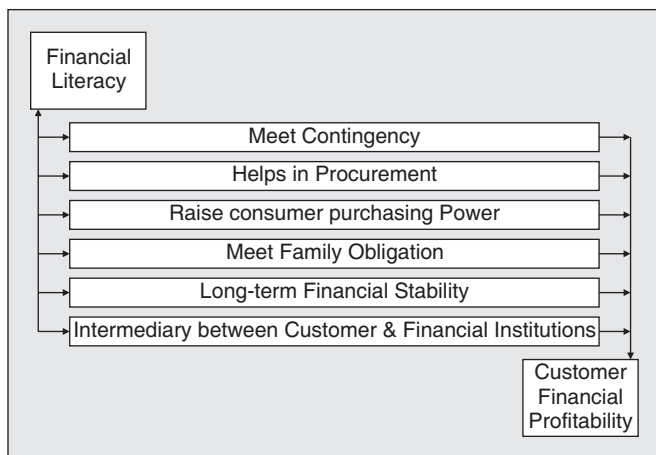 Financial
Literacy
Meet Contingency
Helps in Procurement
Raise consumer purchasing Power
Meet Family Obligation
Long-term Financial Stability
Intermediary between Customer & Financial Institutions
Customer
Financial
Profitability